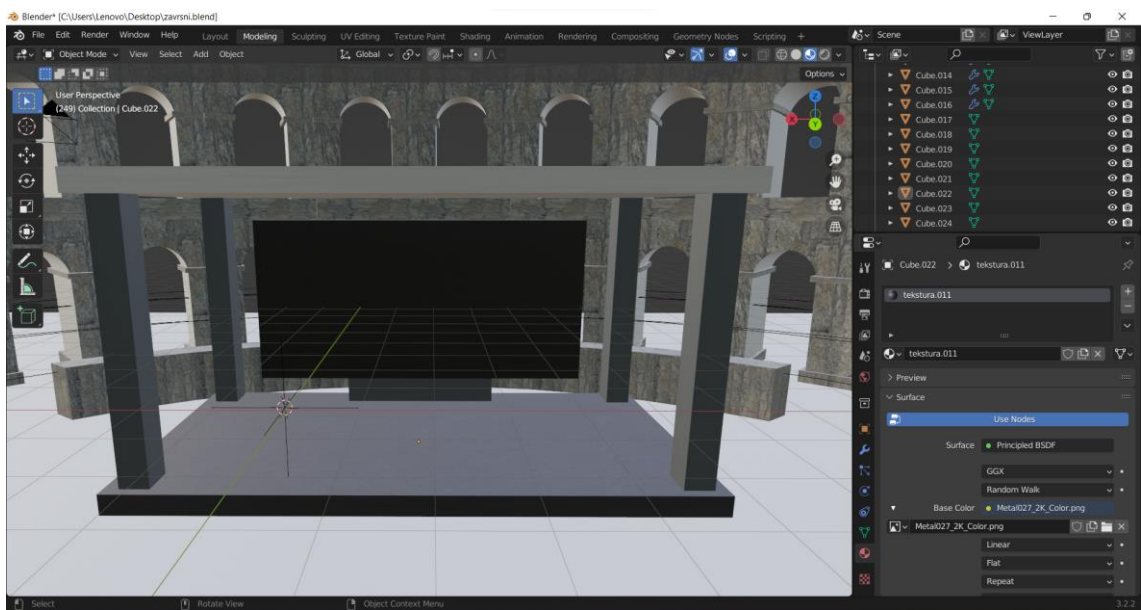 Blender* [C:\Users\Lenovo\Desktop\zavrsni.blend]
File Edit Render Window Help Layout Modeling Sculpting UV Editing Texture Paint Shading Animation Rendering Compositing Geometry Nodes Scripting + Scene ViewLayer
Object Mode View Select Add Object Global
Options
User Perspective
(249) Collection | Cube.022
Z
X
Y
Cube.014
Cube.015
Cube.016
Cube.017
Cube.018
Cube.019
Cube.020
Cube.021
Cube.022
Cube.023
Cube.024
Cube.022 > tekstura.011
tekstura.011
tekstura.011
Preview
Surface
Use Nodes
Surface Principled BSDF
GGX
Random Walk
Base Color Metal027_2K_Color.png
Metal027_2K_Color.png
Linear
Flat
Repeat
Select Rotate View Object Context Menu 3.2.2